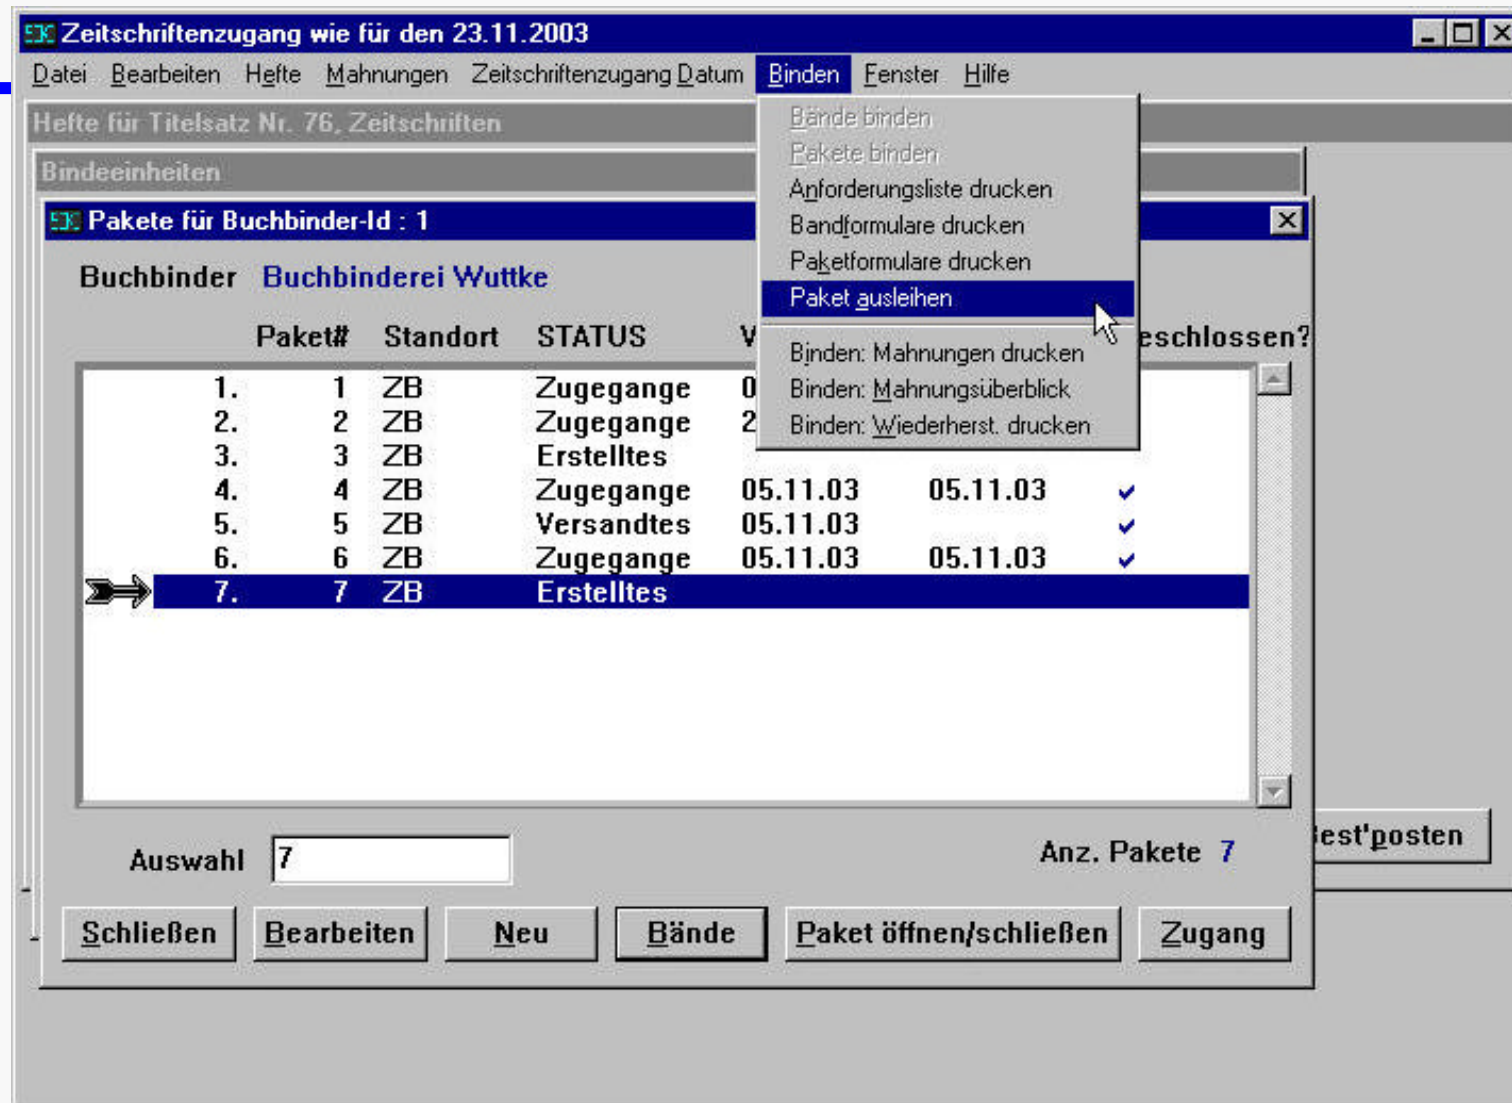 Zeitschriftenzugang wie für den 23.11.2003
Datei Bearbeiten Hefte Mahnungen Zeitschriftenzugang Datum Binden Fenster Hilfe
Hefte für Titelsatz Nr. 76, Zeitschriften
Bindeeinheiten
Pakete für Buchbinder-Id : 1
Bände binden
Pakete binden
Anforderungsliste drucken
Bandformulare drucken
Paketformulare drucken
Paket ausleihen
Binden: Mahnungen drucken
Binden: Mahnungsüberblick
Binden: Wiederherst. drucken
Buchbinder Buchbinderei Wuttke
Paket# Standort STATUS V eschlossen?
1. 1 ZB Zugegange 0
2. 2 ZB Zugegange 2
3. 3 ZB Erstelltes
4. 4 ZB Zugegange 05.11.03 05.11.03 ✓
5. 5 ZB Versandtes 05.11.03 ✓
6. 6 ZB Zugegange 05.11.03 05.11.03 ✓
7. 7 ZB Erstelltes
Auswahl 7
Anz. Pakete 7
est'posten
Schließen Bearbeiten Neu Bände Paket öffnen/schließen Zugang